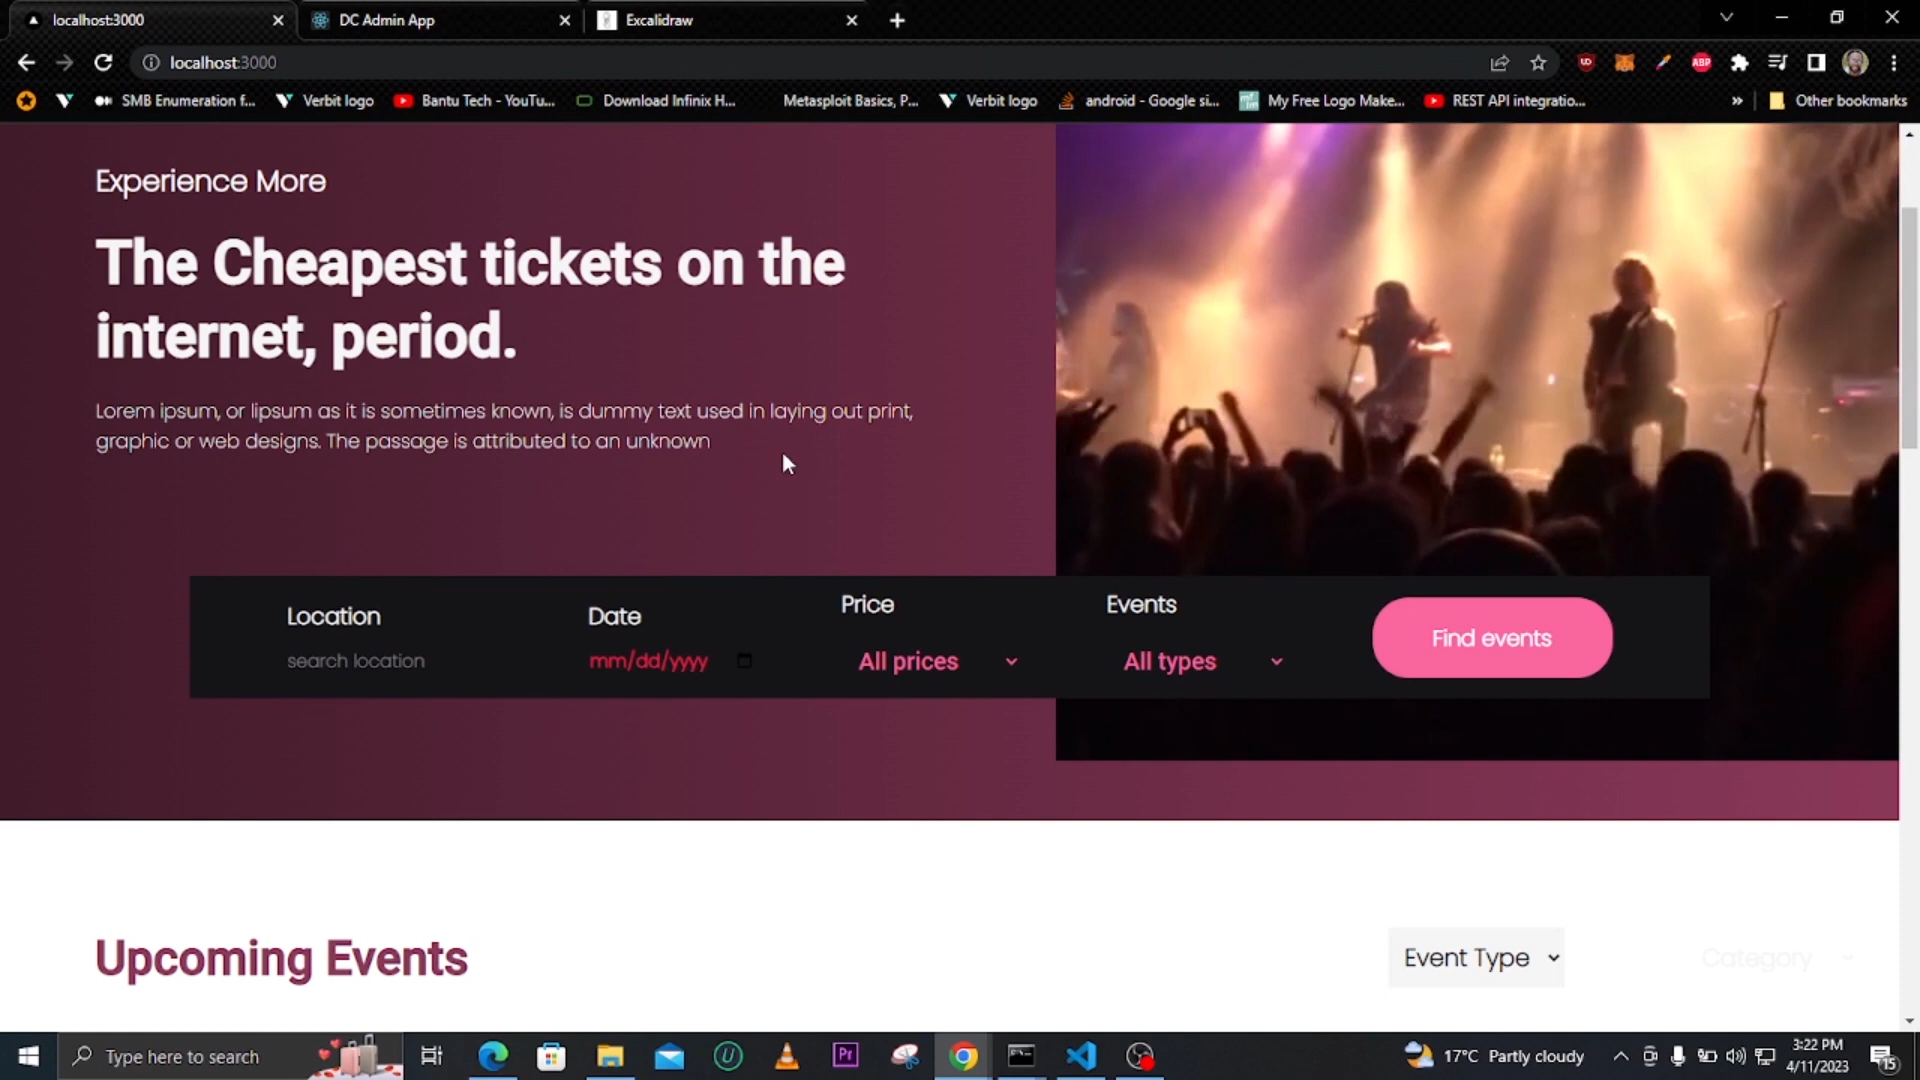 localhost:3000
DC Admin App
Excalidraw
localhost:3000
SMB Enumeration f...
Verbit logo
Bantu Tech - YouTu...
Download Infinix H...
Metasploit Basics, P...
Verbit logo
android - Google si...
My Free Logo Make...
REST API integratio...
Other bookmarks
Experience More
The Cheapest tickets on the
internet, period.
Lorem ipsum, or lipsum as it is sometimes known, is dummy text used in laying out print,
graphic or web designs. The passage is attributed to an unknown
Location
Date
Price
Events
search location
mm/dd/yyyy
All prices
All types
Find events
Upcoming Events
Event Type
Category
Type here to search
17°C Partly cloudy
3:22 PM
4/11/2023
15